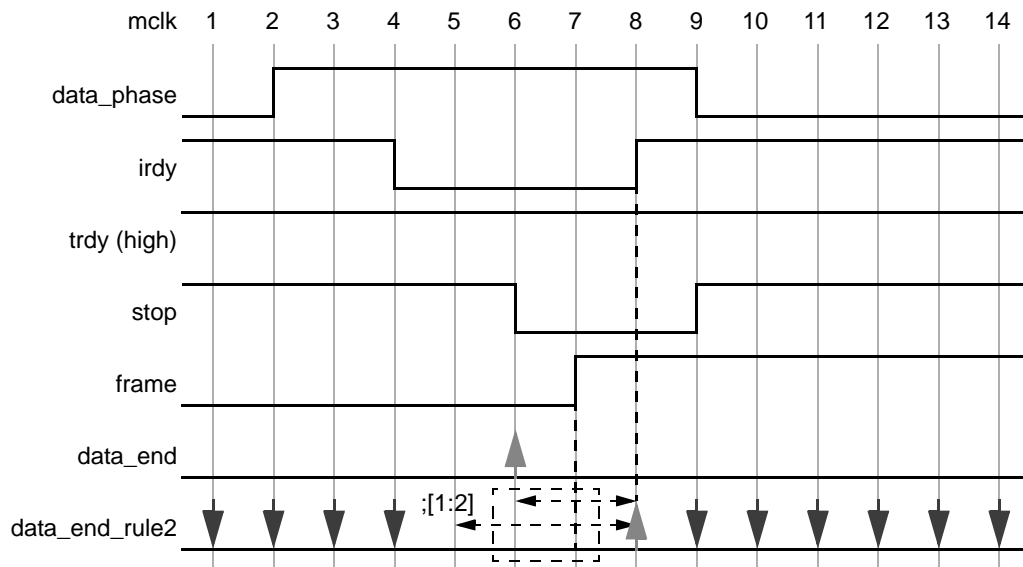 mclk 1 2 3 4 5 6 7 8 9 10 11 12 13 14
data_phase
irdy
trdy (high)
stop
frame
data_end
;[1:2]
data_end_rule2